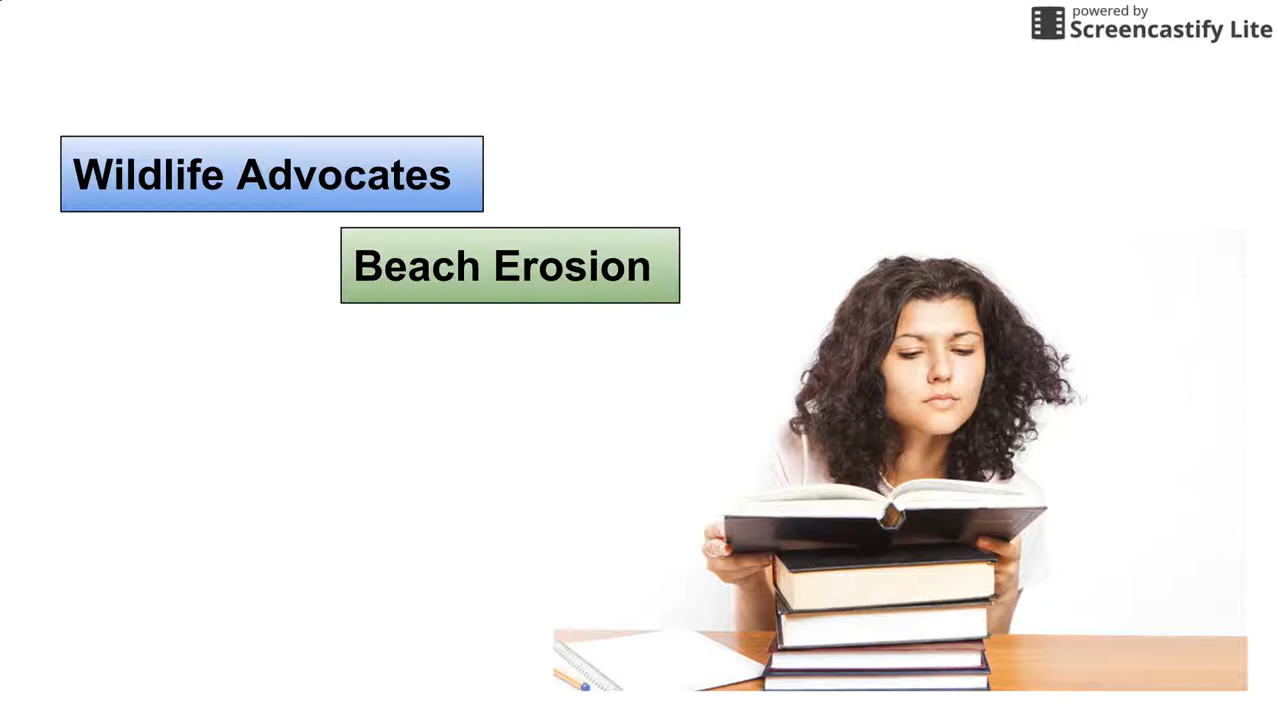 powered by
Screencastify Lite
Wildlife Advocates
Beach Erosion